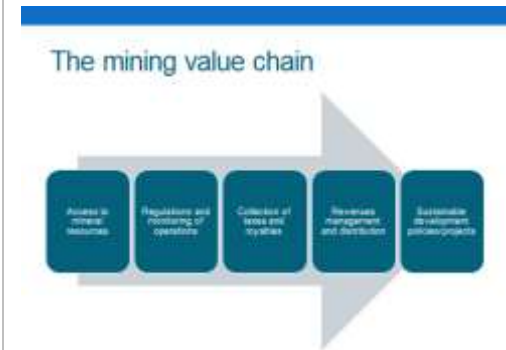 The mining value chain
Access to
mineral
resources
Regulations and
monitoring of
operations
Collection of
taxes and
royalties
Revenues
management
and distribution
Sustainable
development
policies/projects